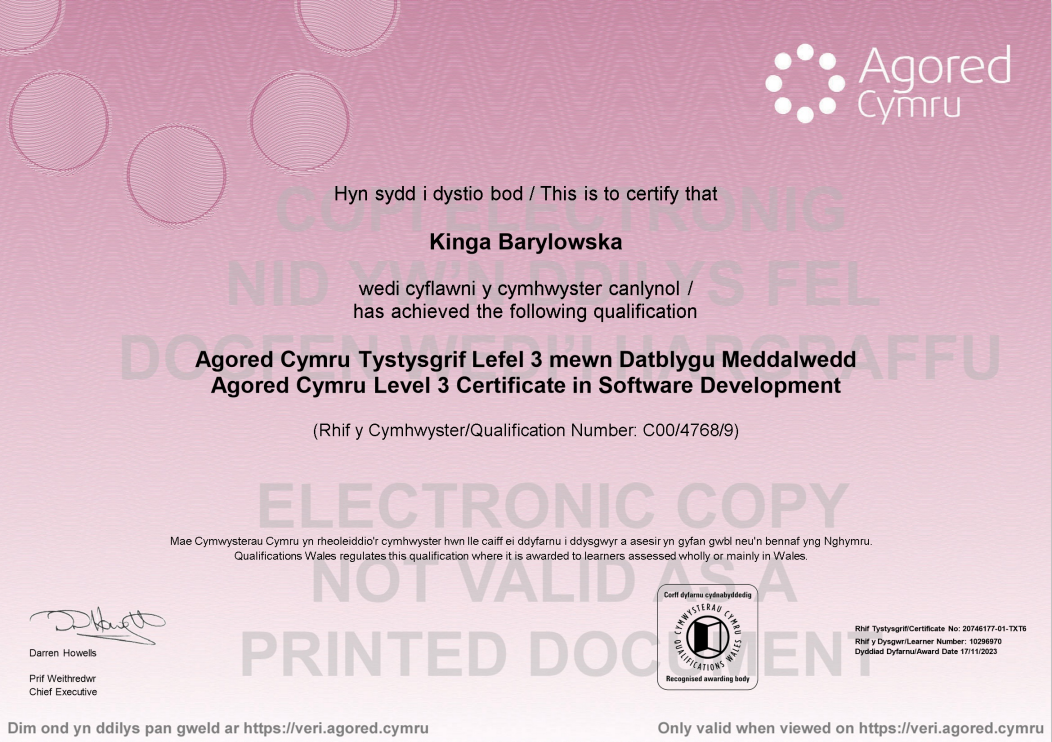 Agored
Cymru
COPI ELECTRONIG
Hyn sydd i dystio bod / This is to certify that
Kinga Barylowska
NID YW'N DDILYS FEL
wedi cyflawni y cymhwyster canlynol /
has achieved the following qualification
DOGFEN WEDI'I HARGRAFFU
Agored Cymru Tystysgrif Lefel 3 mewn Datblygu Meddalwedd
Agored Cymru Level 3 Certificate in Software Development
(Rhif y Cymhwyster/Qualification Number: C00/4768/9)
ELECTRONIC COPY
Mae Cymwysterau Cymru yn rheoleiddio'r cymhwyster hwn lle caiff ei ddyfarnu i ddysgwyr a asesir yn gyfan gwbl neu'n bennaf yng Nghymru.
Qualifications Wales regulates this qualification where it is awarded to learners assessed wholly or mainly in Wales.
NOT VALID AS A
PRINTED DOCUMENT
Darren Howells
Prif Weithredwr
Chief Executive
Corff dyfarnu cydnabyddedig
CYMWYSTERAU CYMRU
QUALIFICATIONS WALES
Recognised awarding body
Rhif Tystysgrif/Certificate No: 20746177-01-TXT6
Rhif y Dysgwr/Learner Number: 10296970
Dyddiad Dyfarnu/Award Date 17/11/2023
Dim ond yn ddilys pan gweld ar https://veri.agored.cymru
Only valid when viewed on https://veri.agored.cymru